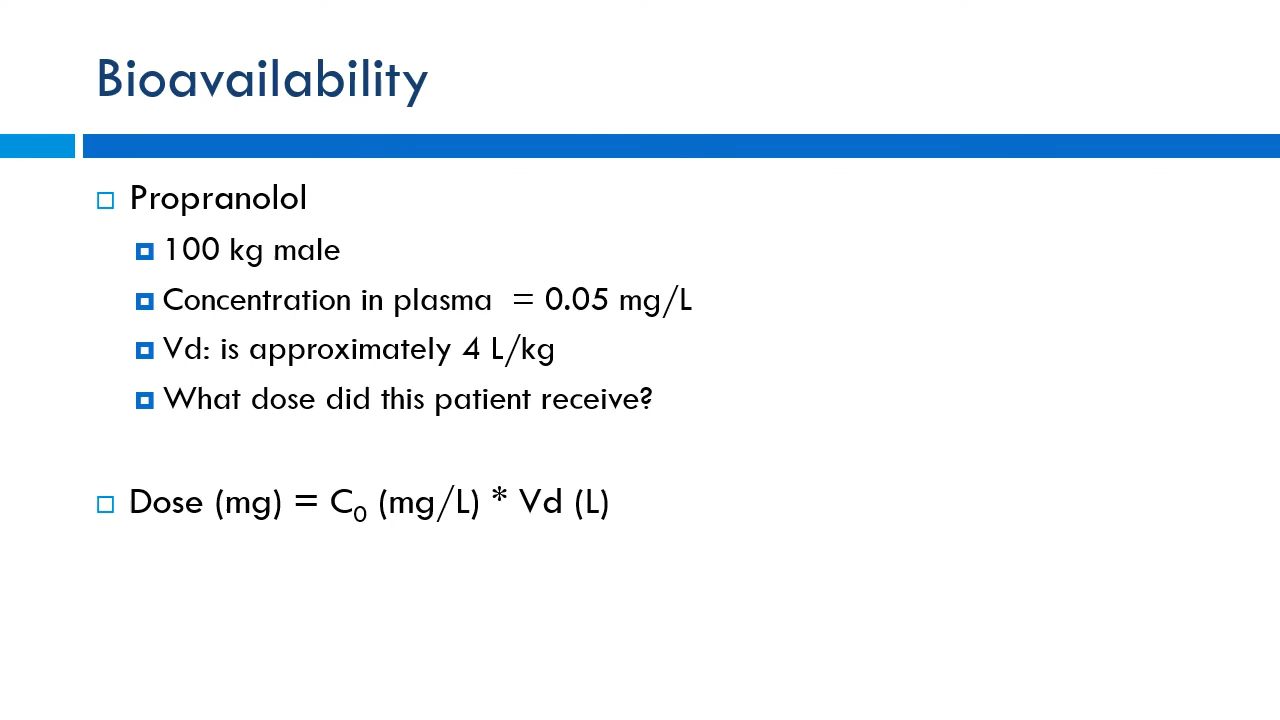 Bioavailability
Propranolol
100 kg male
Concentration in plasma = 0.05 mg/L
Vd: is approximately 4 L/kg
What dose did this patient receive?
Dose (mg) = C₀ (mg/L) * Vd (L)